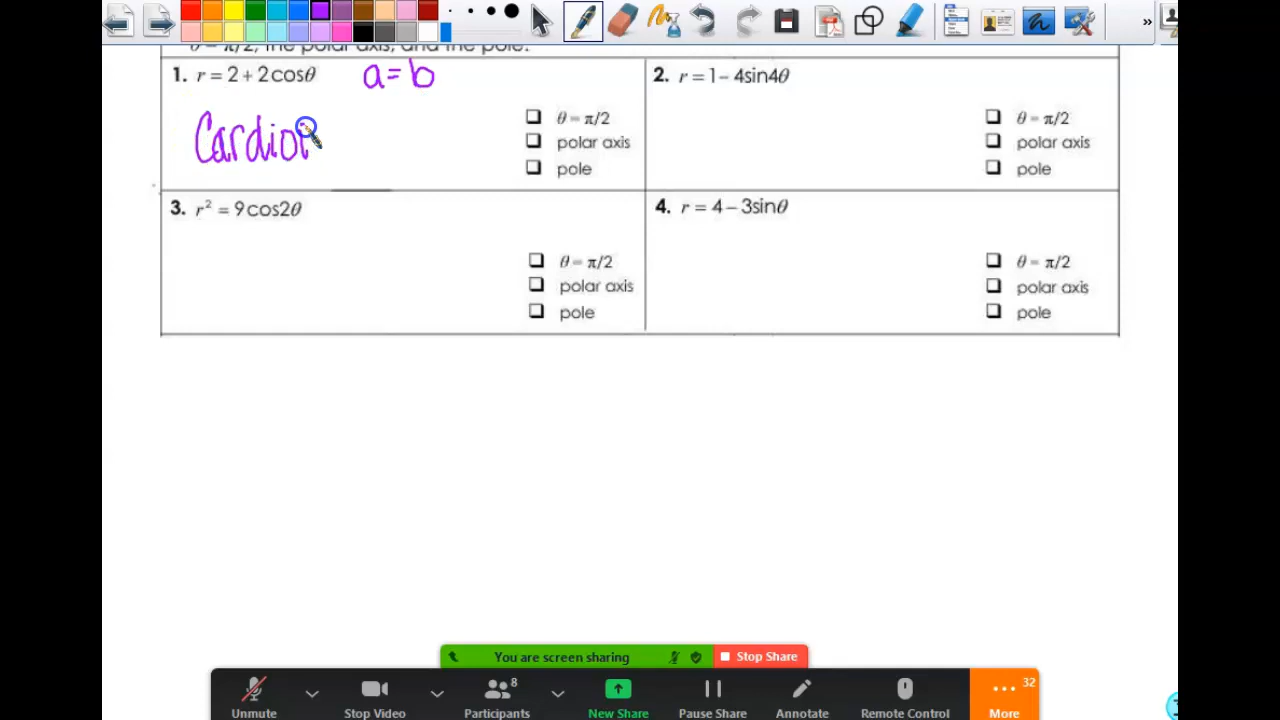 θ = π/2, the polar axis, and the pole.
1. r = 2 + 2cosθ a = b
Cardioi
θ = π/2
polar axis
pole
2. r = 1 – 4sin4θ
θ = π/2
polar axis
pole
3. r² = 9cos2θ
θ = π/2
polar axis
pole
4. r = 4 – 3sinθ
θ = π/2
polar axis
pole
You are screen sharing Stop Share
Unmute
Stop Video
8
Participants
New Share
Pause Share
Annotate
Remote Control
32
More